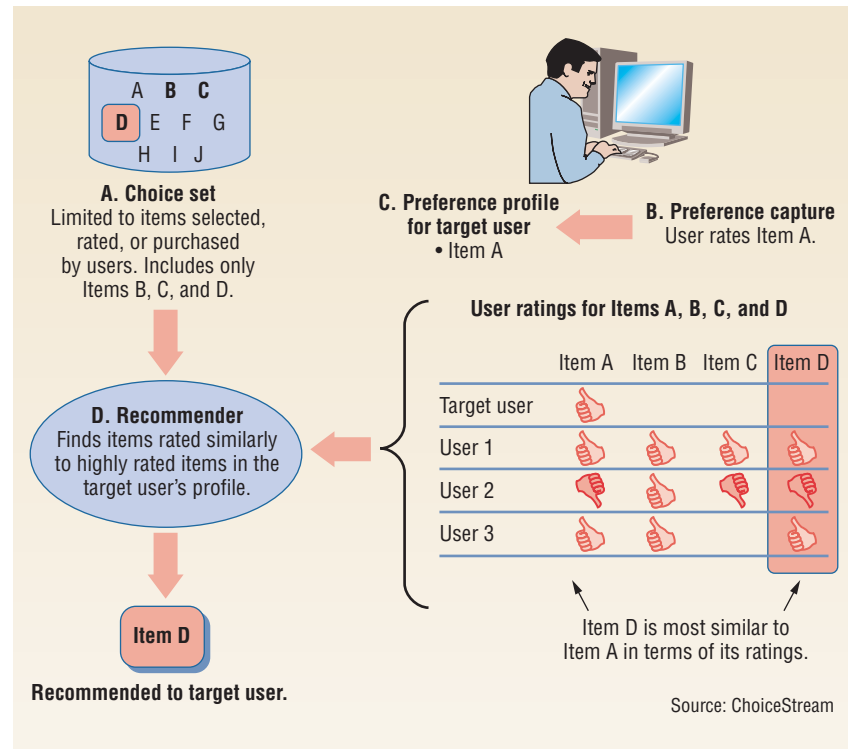 A B C
D E F G
H I J
A. Choice set
Limited to items selected,
rated, or purchased
by users. Includes only
Items B, C, and D.
C. Preference profile
for target user
• Item A
B. Preference capture
User rates Item A.
D. Recommender
Finds items rated similarly
to highly rated items in the
target user's profile.
Item D
Recommended to target user.
User ratings for Items A, B, C, and D
Item A Item B Item C Item D
Target user
User 1
User 2
User 3
Item D is most similar to
Item A in terms of its ratings.
Source: ChoiceStream